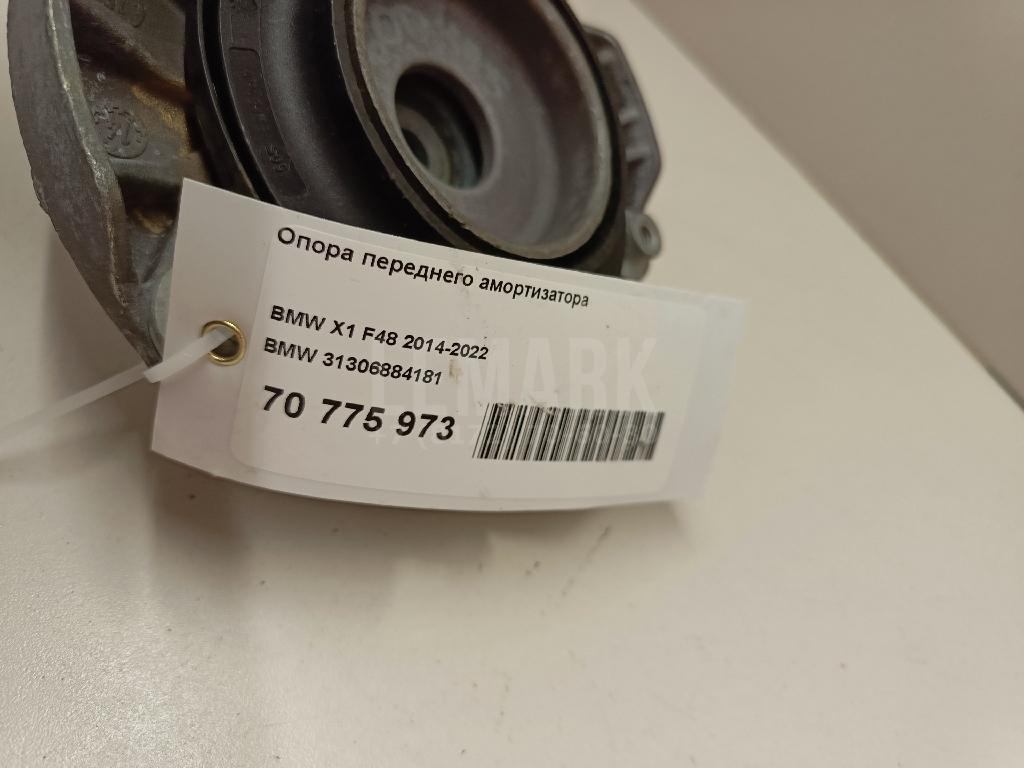 Опора переднего амортизатора
BMW X1 F48 2014-2022
BMW 31306884181
70 775 973